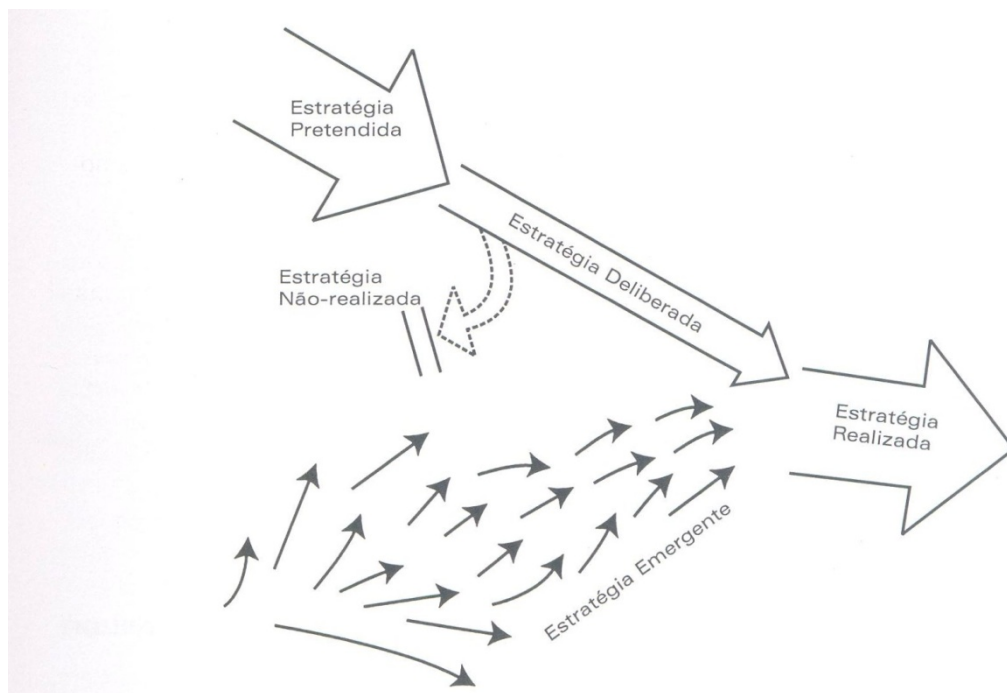 Estratégia
Pretendida
Estratégia Deliberada
Estratégia
Não-realizada
Estratégia
Realizada
Estratégia Emergente